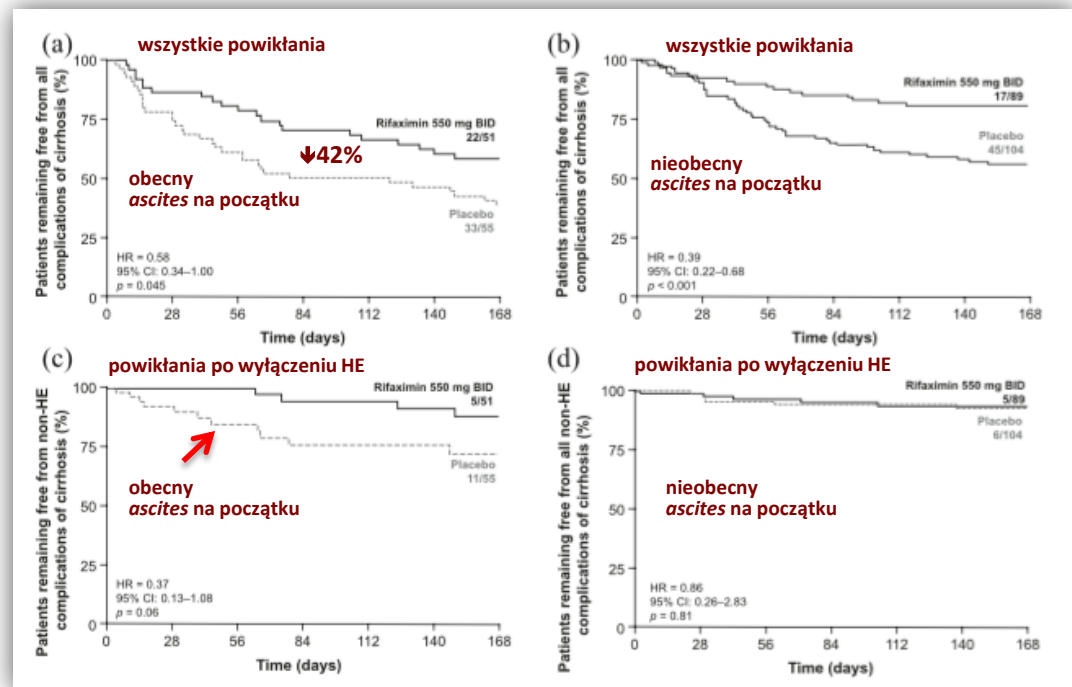 (a)
wszystkie powikłania
Patients remaining free from all
complications of cirrhosis (%)
100
75
50
25
0
Rifaximin 550 mg BID
22/51
↓42%
obecny
ascites na początku
Placebo
33/55
HR = 0.58
95% CI: 0.34–1.00
p = 0.045
0 28 56 84 112 140 168
Time (days)
(b)
wszystkie powikłania
Patients remaining free from all
complications of cirrhosis (%)
100
75
50
25
0
Rifaximin 550 mg BID
17/89
Placebo
45/104
nieobecny
ascites na początku
HR = 0.39
95% CI: 0.22–0.68
p < 0.001
0 28 56 84 112 140 168
Time (days)
(c)
powikłania po wyłączeniu HE
Patients remaining free from non-HE
complications of cirrhosis (%)
100
75
50
25
0
Rifaximin 550 mg BID
5/51
Placebo
11/55
obecny
ascites na początku
HR = 0.37
95% CI: 0.13–1.08
p = 0.06
0 28 56 84 112 140 168
Time (days)
(d)
powikłania po wyłączeniu HE
Patients remaining free from all non-HE
complications of cirrhosis (%)
100
75
50
25
0
Rifaximin 550 mg BID
5/89
Placebo
6/104
nieobecny
ascites na początku
HR = 0.86
95% CI: 0.26–2.83
p = 0.81
0 28 56 84 112 140 168
Time (days)